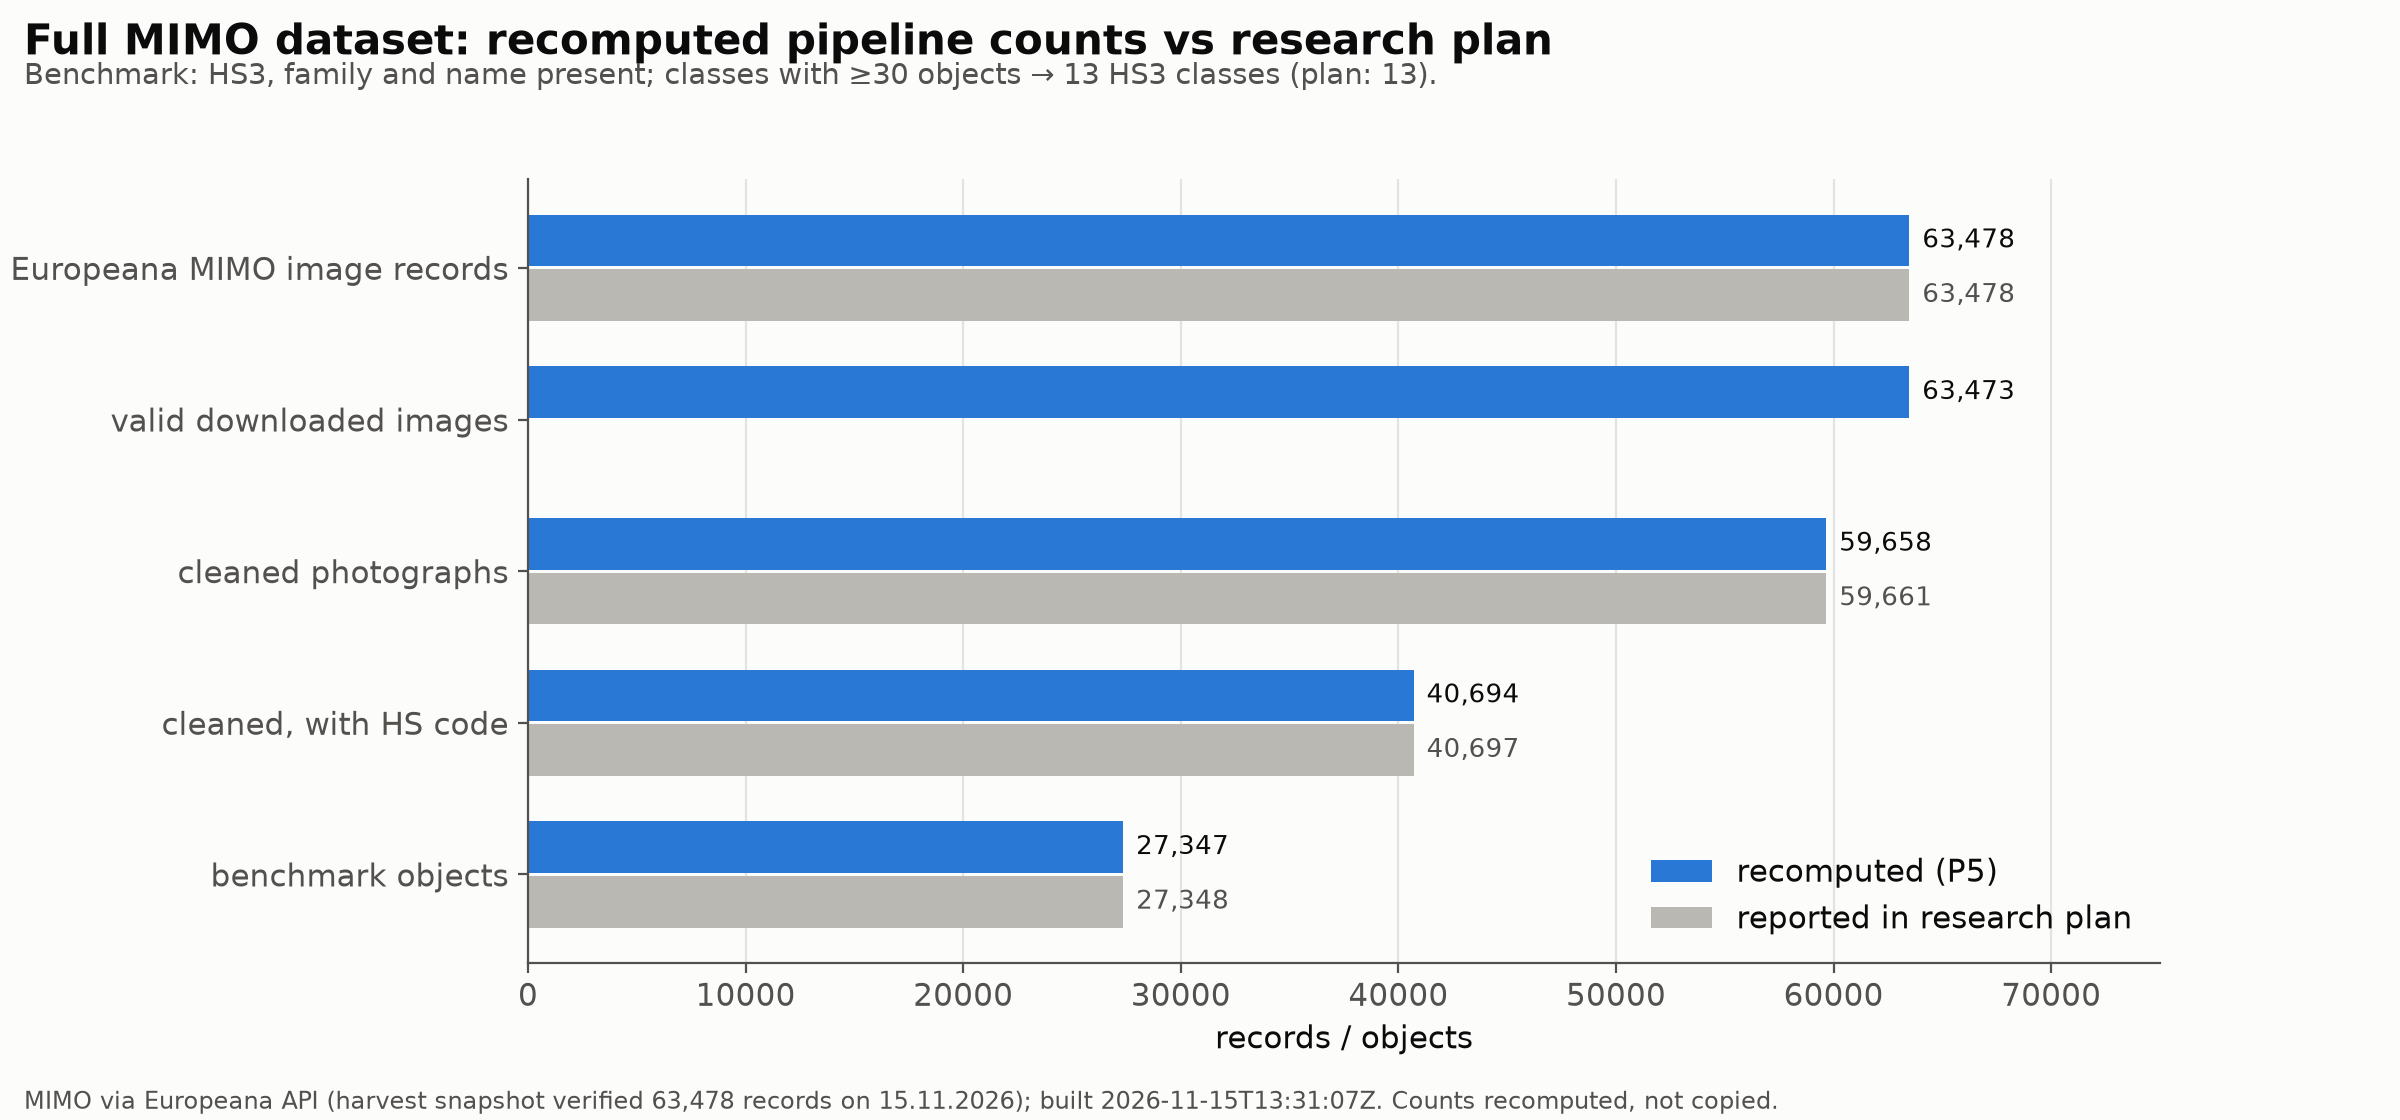 Full MIMO dataset: recomputed pipeline counts vs research plan
Benchmark: HS3, family and name present; classes with ≥30 objects → 13 HS3 classes (plan: 13).
Europeana MIMO image records
63,478
63,478
valid downloaded images
63,473
cleaned photographs
59,658
59,661
cleaned, with HS code
40,694
40,697
benchmark objects
27,347
27,348
recomputed (P5)
reported in research plan
0 10000 20000 30000 40000 50000 60000 70000
records / objects
MIMO via Europeana API (harvest snapshot verified 63,478 records on 15.11.2026); built 2026-11-15T13:31:07Z. Counts recomputed, not copied.